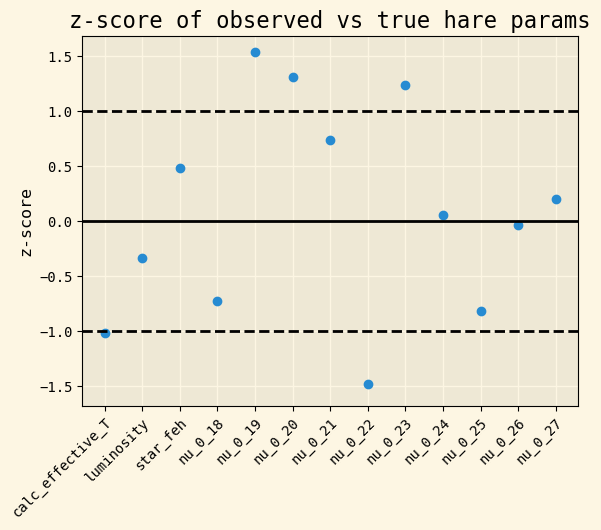 z-score of observed vs true hare params
z-score
1.5
1.0
0.5
0.0
−0.5
−1.0
−1.5
calc_effective_T
luminosity
star_feh
nu_0_18
nu_0_19
nu_0_20
nu_0_21
nu_0_22
nu_0_23
nu_0_24
nu_0_25
nu_0_26
nu_0_27